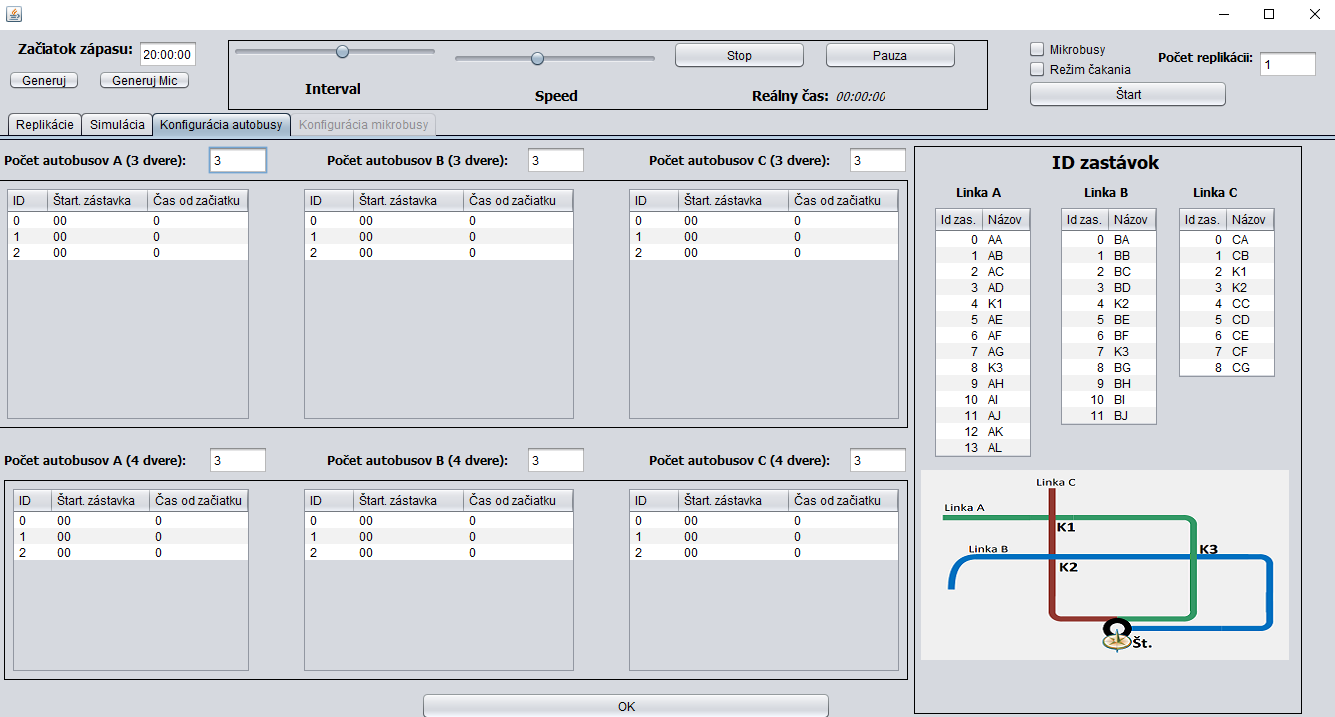 Začiatok zápasu: 20:00:00
Generuj Generuj Mic
Interval
Speed
Stop Pauza
Reálny čas: 00:00:00
Mikrobusy
Režim čakania
Počet replikácii: 1
Štart
Replikácie Simulácia Konfigurácia autobusy Konfigurácia mikrobusy
Počet autobusov A (3 dvere): 3 Počet autobusov B (3 dvere): 3 Počet autobusov C (3 dvere): 3
ID Štart. zástavka Čas od začiatku ID Štart. zástavka Čas od začiatku ID Štart. zástavka Čas od začiatku
0 00 0 0 00 0 0 00 0
1 00 0 1 00 0 1 00 0
2 00 0 2 00 0 2 00 0
Počet autobusov A (4 dvere): 3 Počet autobusov B (4 dvere): 3 Počet autobusov C (4 dvere): 3
ID Štart. zástavka Čas od začiatku ID Štart. zástavka Čas od začiatku ID Štart. zástavka Čas od začiatku
0 00 0 0 00 0 0 00 0
1 00 0 1 00 0 1 00 0
2 00 0 2 00 0 2 00 0
OK
ID zastávok
Linka A Linka B Linka C
Id zas. Názov Id zas. Názov Id zas. Názov
0 AA 0 BA 0 CA
1 AB 1 BB 1 CB
2 AC 2 BC 2 K1
3 AD 3 BD 3 K2
4 K1 4 K2 4 CC
5 AE 5 BE 5 CD
6 AF 6 BF 6 CE
7 AG 7 K3 7 CF
8 K3 8 BG 8 CG
9 AH 9 BH
10 AI 10 BI
11 AJ 11 BJ
12 AK
13 AL
Linka C
Linka A
K1
Linka B K3
K2
Št.